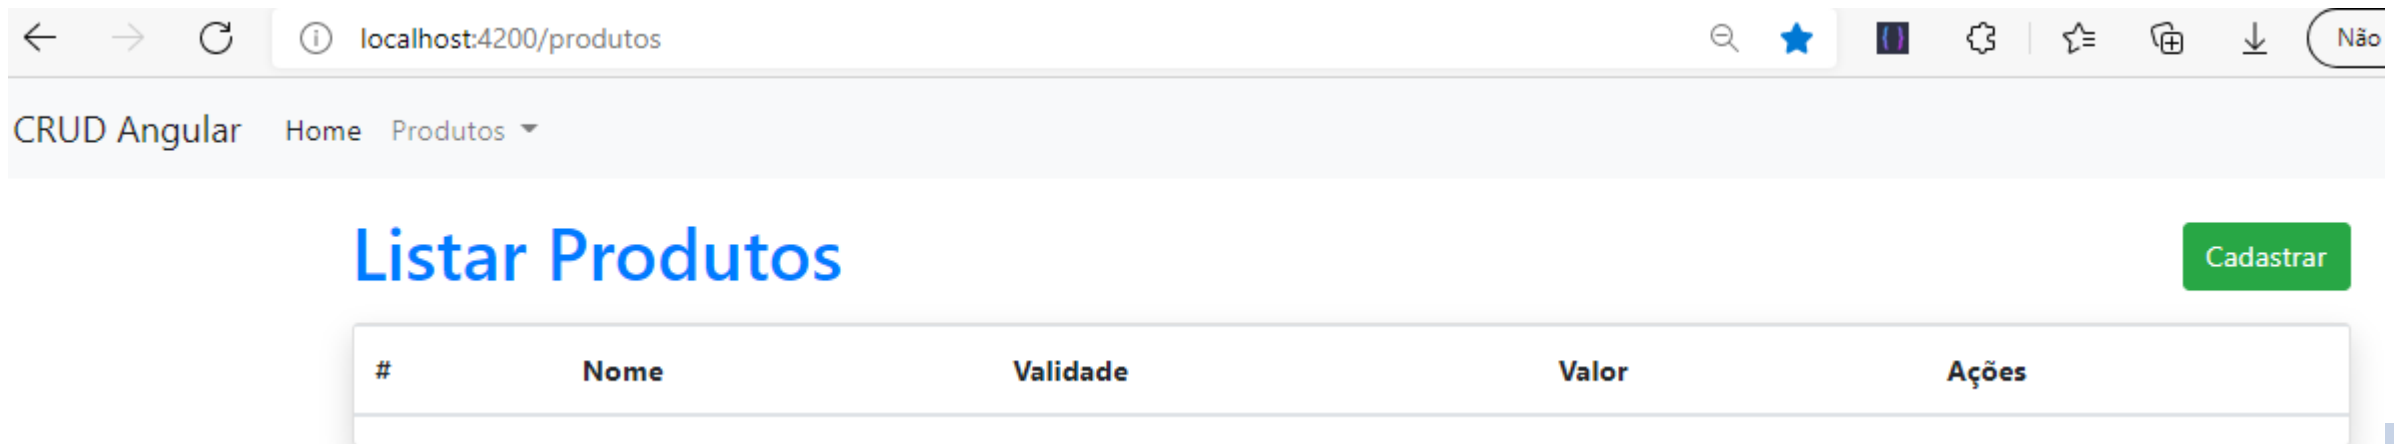 localhost:4200/produtos
Não
CRUD Angular Home Produtos
Listar Produtos
Cadastrar
# Nome Validade Valor Ações